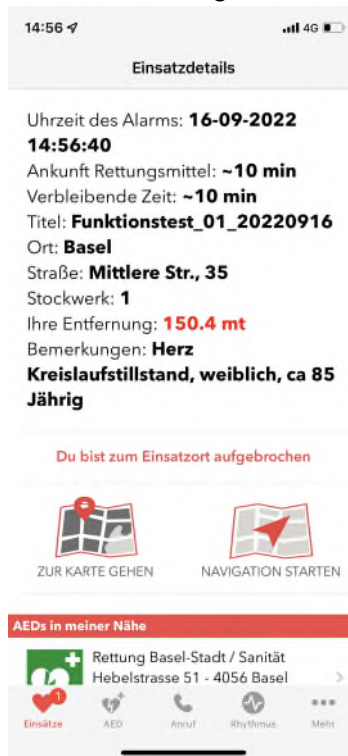 14:56
4G
Einsatzdetails
Uhrzeit des Alarms: 16-09-2022
14:56:40
Ankunft Rettungsmittel: ~10 min
Verbleibende Zeit: ~10 min
Titel: Funktionstest_01_20220916
Ort: Basel
Straße: Mittlere Str., 35
Stockwerk: 1
Ihre Entfernung: 150.4 mt
Bemerkungen: Herz
Kreislaufstillstand, weiblich, ca 85
Jährig
Du bist zum Einsatzort aufgebrochen
ZUR KARTE GEHEN
NAVIGATION STARTEN
AEDs in meiner Nähe
Rettung Basel-Stadt / Sanität
Hebelstrasse 51 - 4056 Basel
1
Einsätze
AED
Anruf
Rhythmus
Mehr